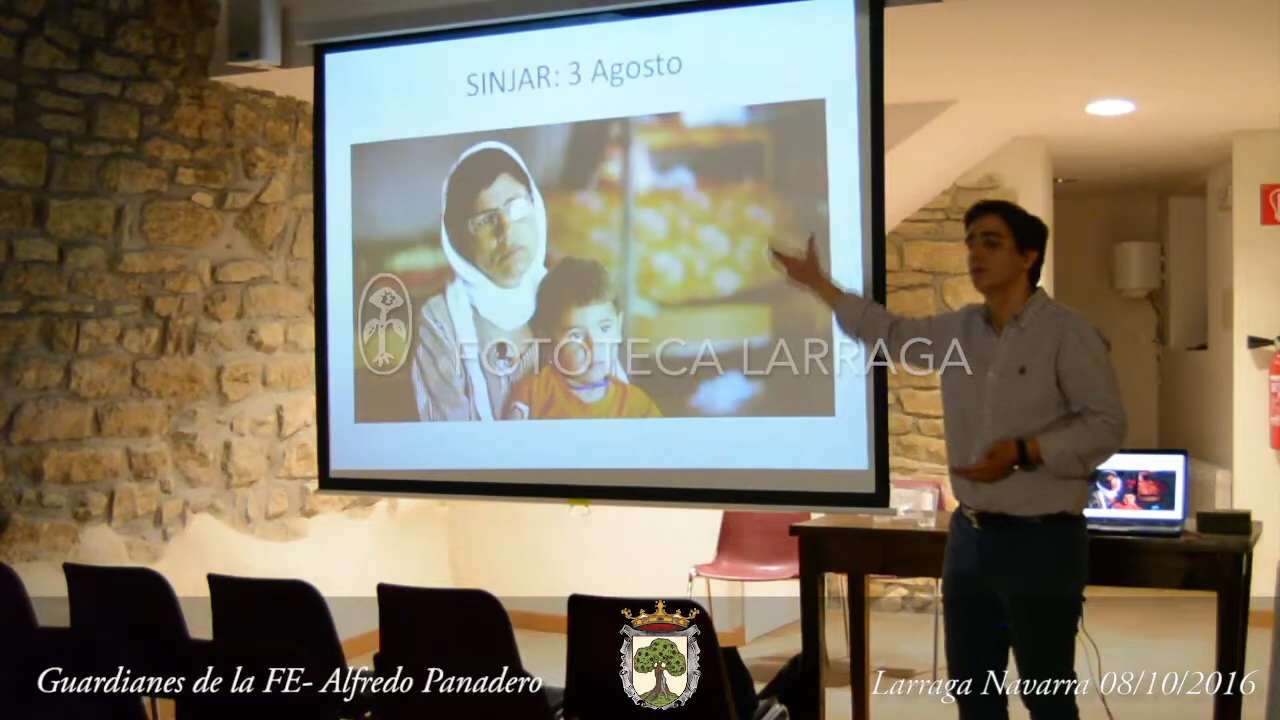 SINJAR: 3 Agosto
FOTOTECA LARRAGA
Guardianes de la FE- Alfredo Panadero
Larraga Navarra 08/10/2016